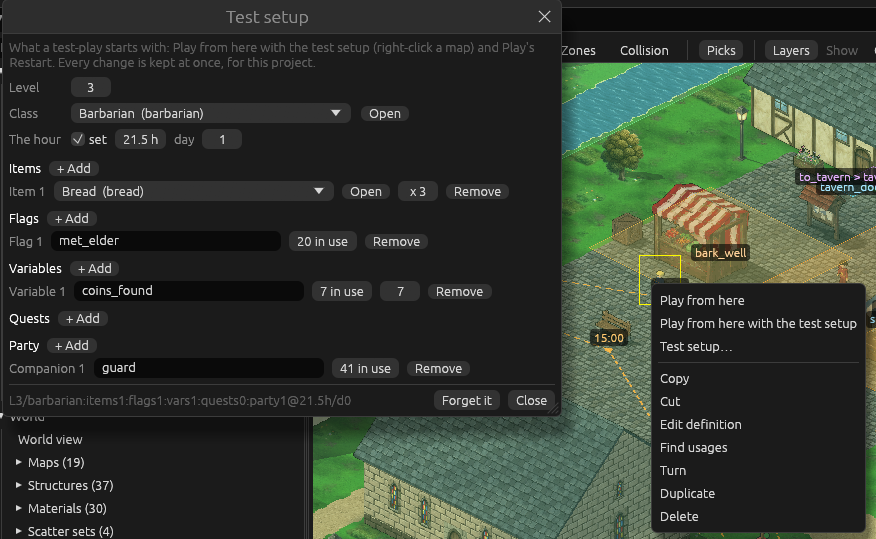 Test setup
What a test-play starts with: Play from here with the test setup (right-click a map) and Play's
Restart. Every change is kept at once, for this project.
Level 3
Class Barbarian (barbarian) Open
The hour set 21.5 h day 1
Items + Add
Item 1 Bread (bread) Open x 3 Remove
Flags + Add
Flag 1 met_elder 20 in use Remove
Variables + Add
Variable 1 coins_found 7 in use 7 Remove
Quests + Add
Party + Add
Companion 1 guard 41 in use Remove
L3/barbarian:items1:flags1:vars1:quests0:party1@21.5h/d0 Forget it Close
World
World view
Maps (19)
Structures (37)
Materials (30)
Scatter sets (4)
Zones Collision Picks Layers Show
to_tavern > tav
tavern_doo
bark_well
15:00
Play from here
Play from here with the test setup
Test setup...
Copy
Cut
Edit definition
Find usages
Turn
Duplicate
Delete